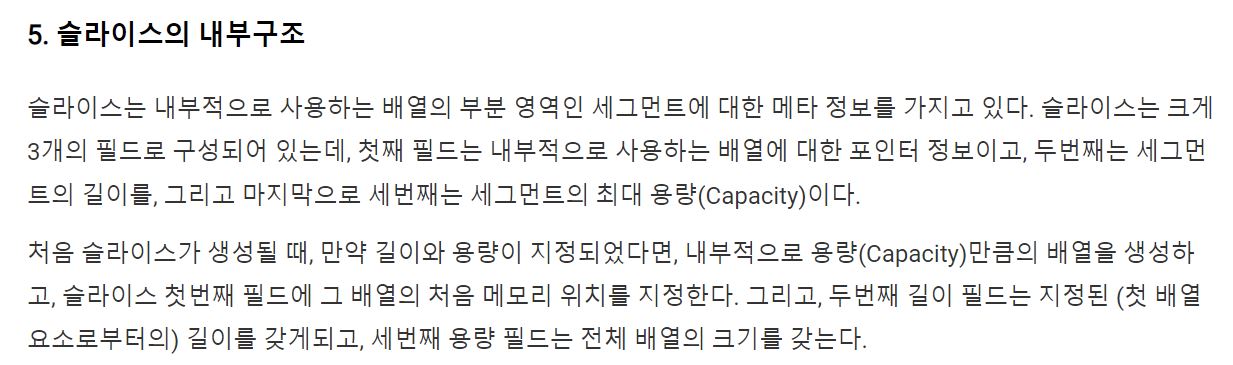 5. 슬라이스의 내부구조
슬라이스는 내부적으로 사용하는 배열의 부분 영역인 세그먼트에 대한 메타 정보를 가지고 있다. 슬라이스는 크게
3개의 필드로 구성되어 있는데, 첫째 필드는 내부적으로 사용하는 배열에 대한 포인터 정보이고, 두번째는 세그먼
트의 길이를, 그리고 마지막으로 세번째는 세그먼트의 최대 용량(Capacity)이다.
처음 슬라이스가 생성될 때, 만약 길이와 용량이 지정되었다면, 내부적으로 용량(Capacity)만큼의 배열을 생성하
고, 슬라이스 첫번째 필드에 그 배열의 처음 메모리 위치를 지정한다. 그리고, 두번째 길이 필드는 지정된 (첫 배열
요소로부터의) 길이를 갖게되고, 세번째 용량 필드는 전체 배열의 크기를 갖는다.